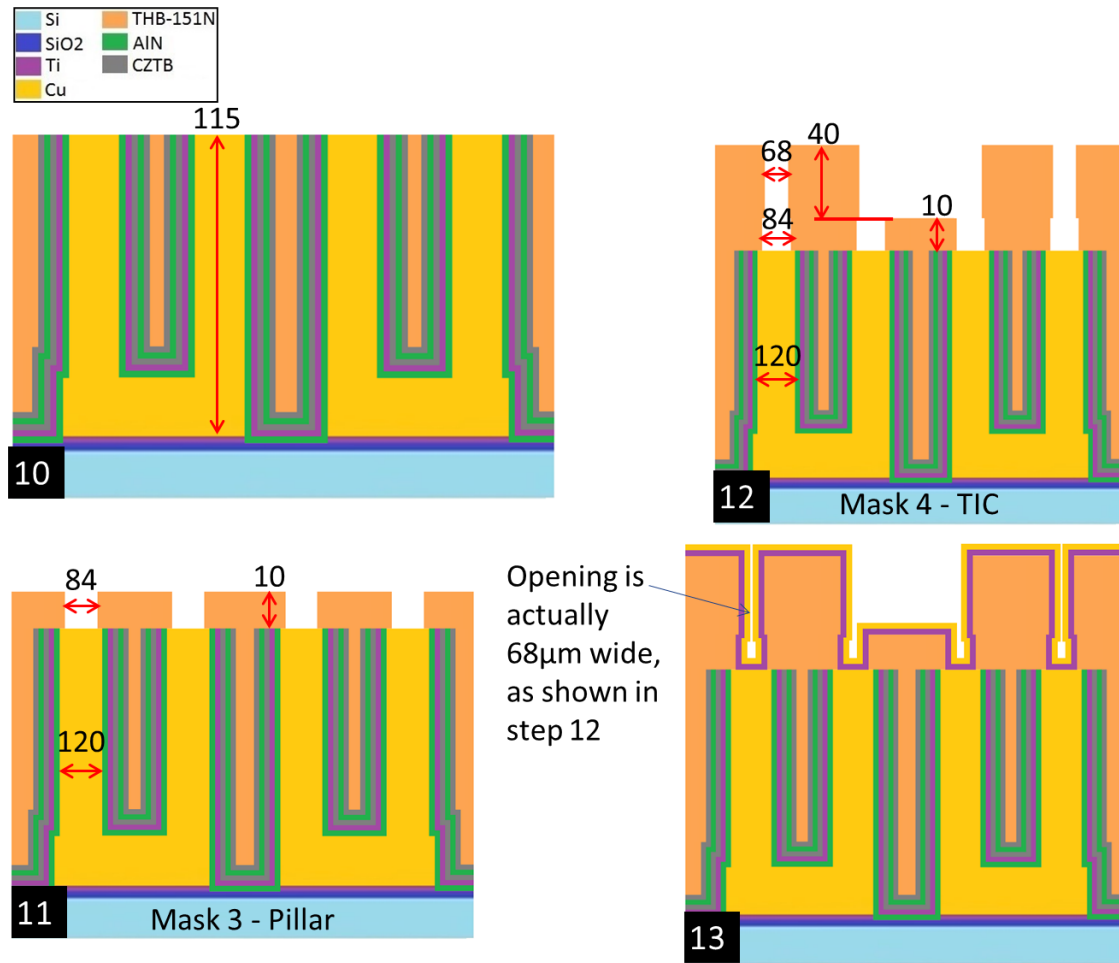 Si
THB-151N
SiO2
AlN
Ti
CZTB
Cu
115
10
40
68
10
84
120
12
Mask 4 - TIC
84
10
120
11
Mask 3 - Pillar
Opening is
actually
68µm wide,
as shown in
step 12
13